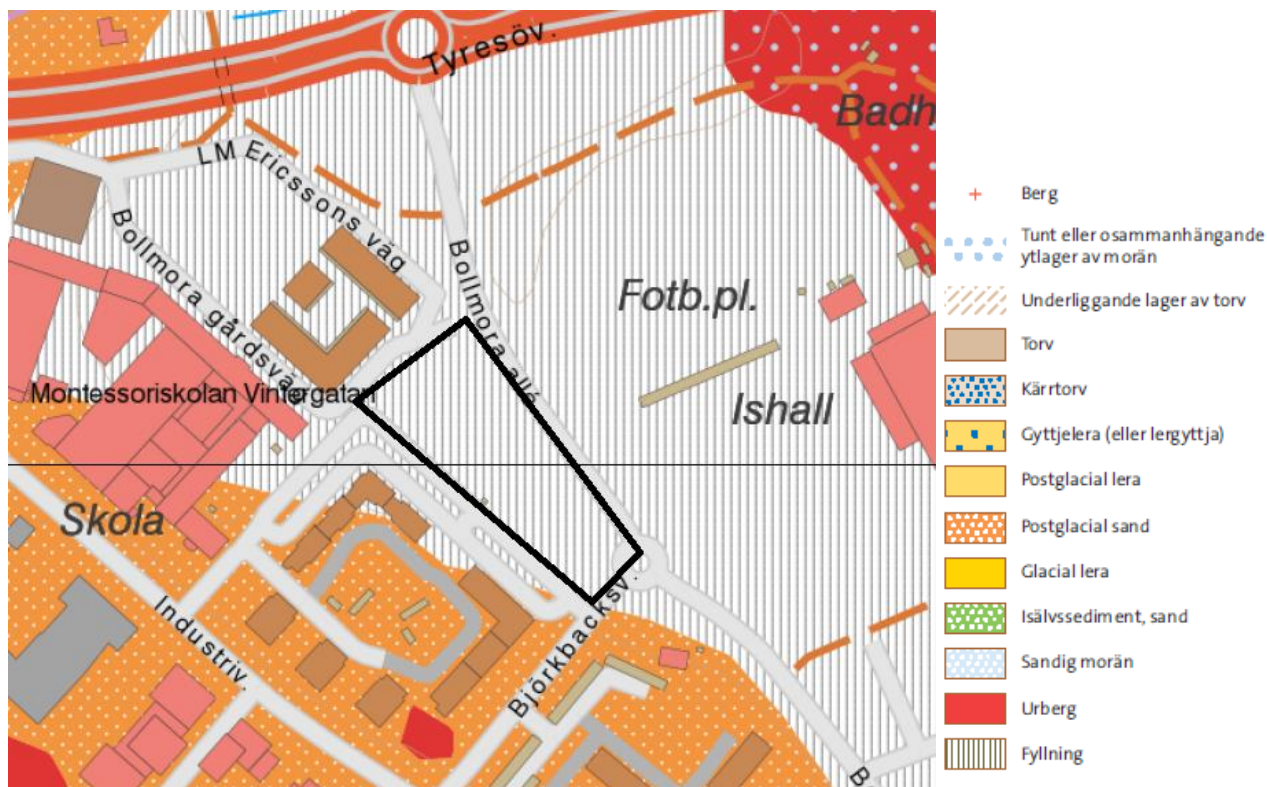 Tyresöv.
Badh
LM Ericssons väg
Bollmora gårdsväg
Bollmora allé
Fotb.pl.
Montessoriskolan Vintergatan
Ishall
Skola
Industriv.
Björkbacksv.
B
Berg
Tunt eller osammanhängande
ytlager av morän
Underliggande lager av torv
Torv
Kärrtorv
Gyttjelera (eller lergyttja)
Postglacial lera
Postglacial sand
Glacial lera
Isälvssediment, sand
Sandig morän
Urberg
Fyllning